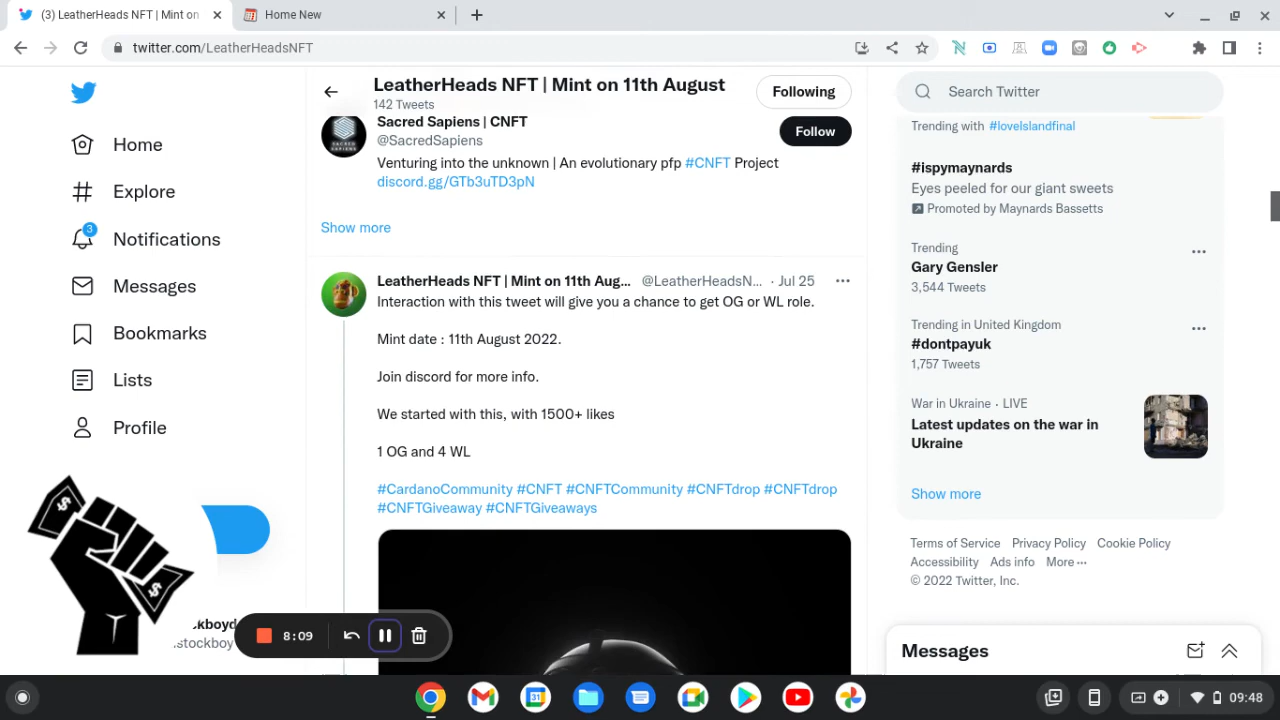 (3) LeatherHeads NFT | Mint on
Home New
twitter.com/LeatherHeadsNFT
LeatherHeads NFT | Mint on 11th August
142 Tweets
Following
Search Twitter
Home
Explore
3
Notifications
Messages
Bookmarks
Lists
Profile
Sacred Sapiens | CNFT
@SacredSapiens
Follow
Venturing into the unknown | An evolutionary pfp #CNFT Project
discord.gg/GTb3uTD3pN
Show more
LeatherHeads NFT | Mint on 11th Aug... @LeatherHeadsN... · Jul 25
Interaction with this tweet will give you a chance to get OG or WL role.
Mint date : 11th August 2022.
Join discord for more info.
We started with this, with 1500+ likes
1 OG and 4 WL
#CardanoCommunity #CNFT #CNFTCommunity #CNFTdrop #CNFTdrop
#CNFTGiveaway #CNFTGiveaways
Trending with #loveIslandfinal
#ispymaynards
Eyes peeled for our giant sweets
Promoted by Maynards Bassetts
Trending
Gary Gensler
3,544 Tweets
Trending in United Kingdom
#dontpayuk
1,757 Tweets
War in Ukraine · LIVE
Latest updates on the war in
Ukraine
Show more
Terms of Service Privacy Policy Cookie Policy
Accessibility Ads info More ···
© 2022 Twitter, Inc.
Messages
$
$
ckboyd
stockboy
8:09
31
09:48